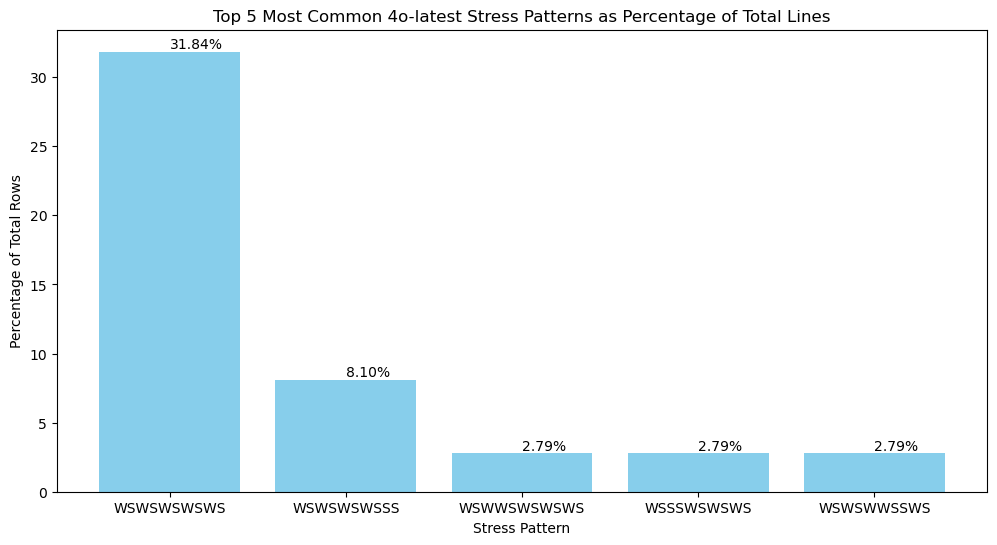 Top 5 Most Common 4o-latest Stress Patterns as Percentage of Total Lines
Percentage of Total Rows
30
25
20
15
10
5
0
31.84%
8.10%
2.79%
2.79%
2.79%
WSWSWSWSWS
WSWSWSWSSS
WSWWSWSWSWS
WSSSWSWSWS
WSWSWWSSWS
Stress Pattern